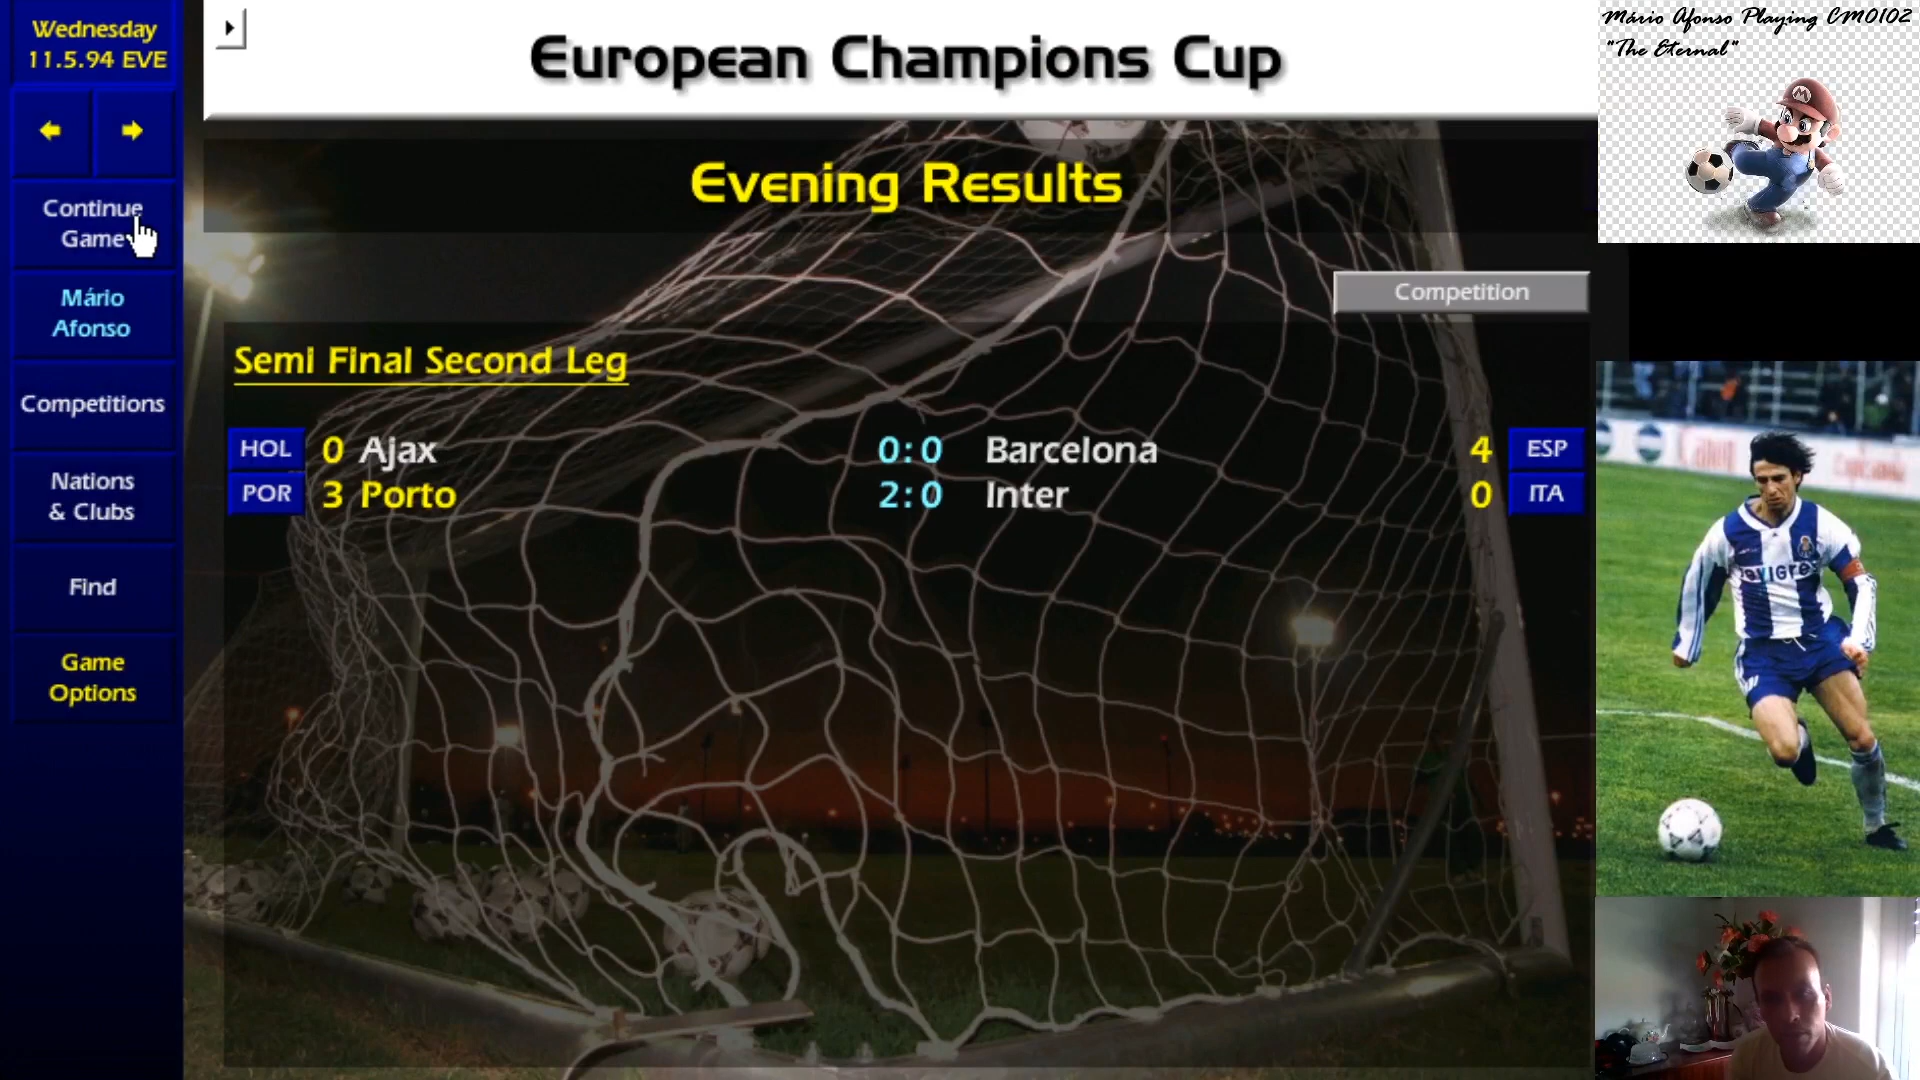 Wednesday
11.5.94 EVE
Continue
Game
Mário
Afonso
Competitions
Nations
& Clubs
Find
Game
Options
European Champions Cup
Evening Results
Competition
Semi Final Second Leg
HOL 0 Ajax 0:0 Barcelona 4 ESP
POR 3 Porto 2:0 Inter 0 ITA
Mário Afonso Playing CM0102
"The Eternal"
M